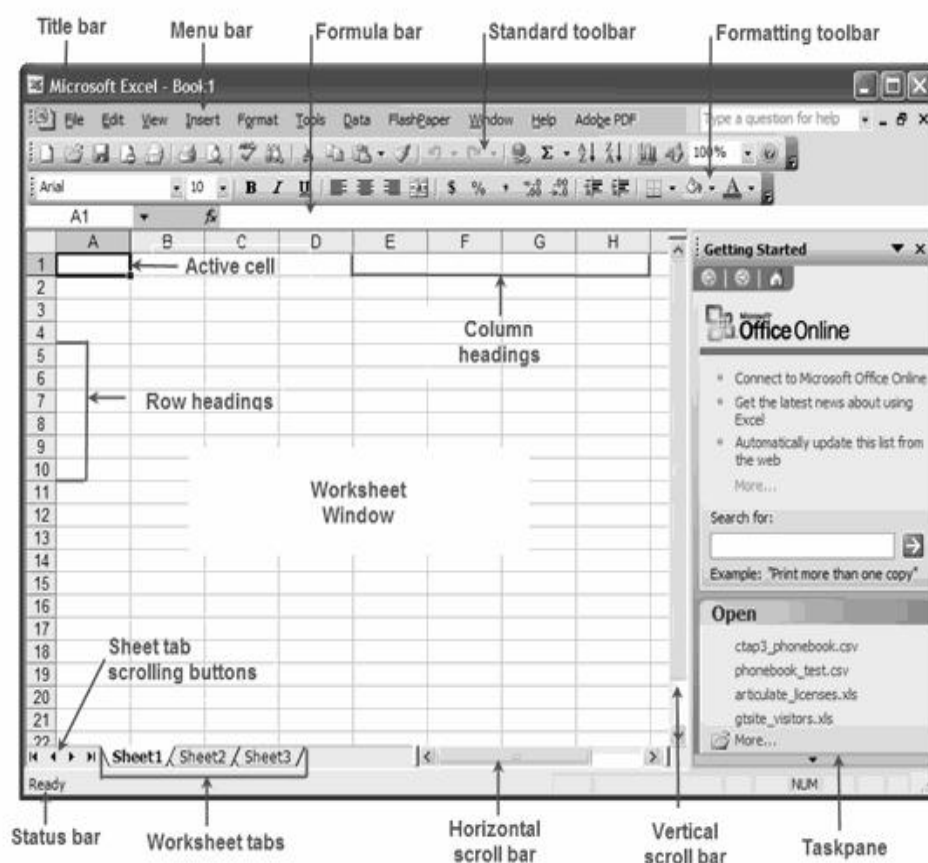 Title bar
Menu bar
Formula bar
Standard toolbar
Formatting toolbar
Microsoft Excel - Book1
File Edit View Insert Format Tools Data FlashPaper Window Help Adobe PDF
Type a question for help
100%
Arial 10 B I U $ % ,
A1 fx
A B C D E F G H
1
Active cell
2
3
4
Column
headings
5
6
7
Row headings
8
9
10
11
Worksheet
Window
12
13
14
15
16
17
18
19
20
21
22
Sheet tab
scrolling buttons
Getting Started
Microsoft
Office Online
Connect to Microsoft Office Online
Get the latest news about using
Excel
Automatically update this list from
the web
More...
Search for:
Example: "Print more than one copy"
Open
ctap3_phonebook.csv
phonebook_test.csv
articulate_licenses.xls
gtsite_visitors.xls
More...
Sheet1 Sheet2 Sheet3
Ready
NUM
Status bar
Worksheet tabs
Horizontal
scroll bar
Vertical
scroll bar
Taskpane